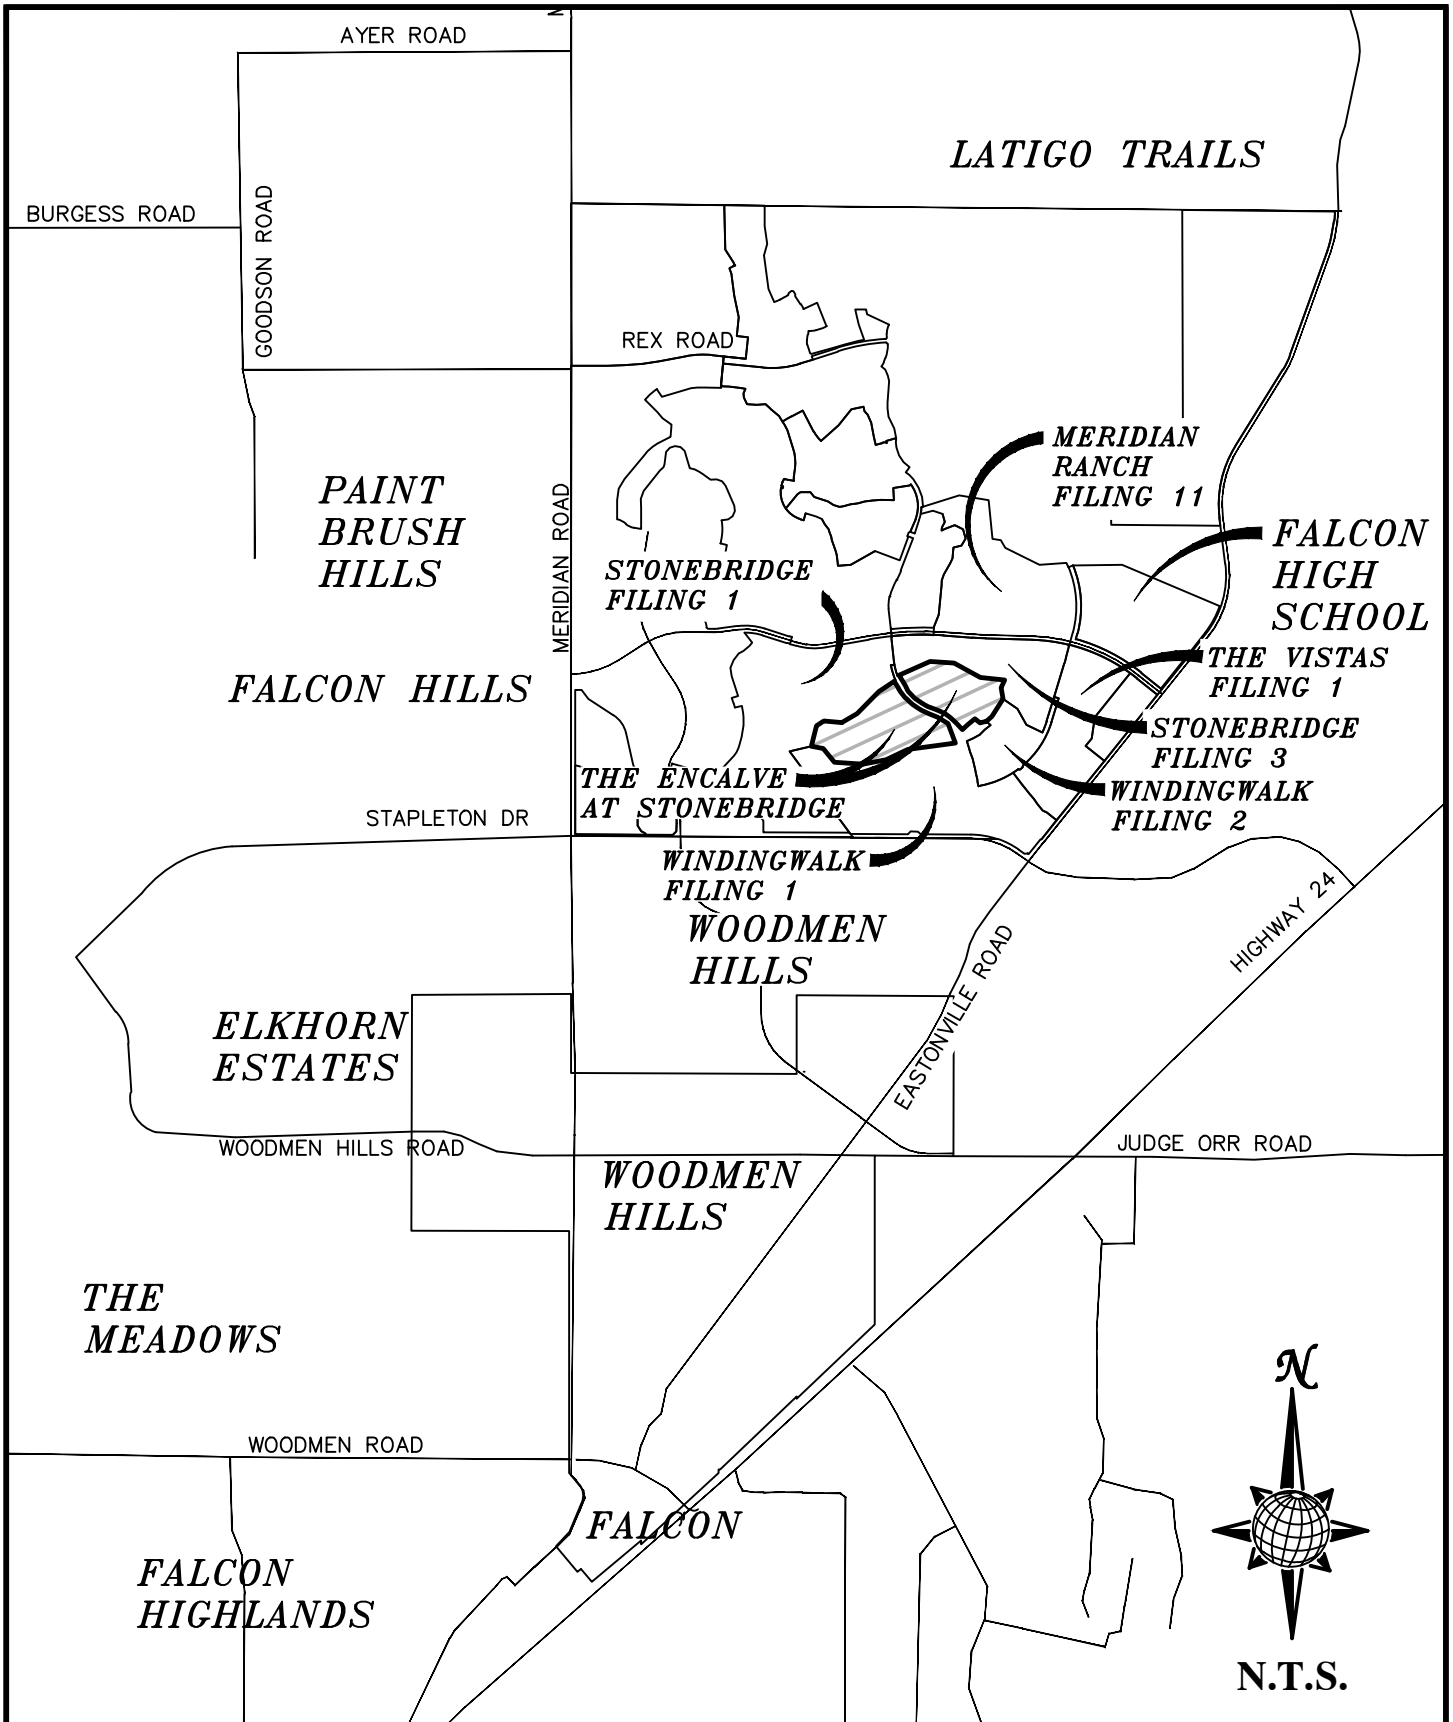 AYER ROAD
LATIGO TRAILS
BURGESS ROAD
GOODSON ROAD
REX ROAD
MERIDIAN
RANCH
FILING 11
PAINT
BRUSH
HILLS
MERIDIAN ROAD
FALCON
HIGH
SCHOOL
STONEBRIDGE
FILING 1
THE VISTAS
FILING 1
FALCON HILLS
STONEBRIDGE
FILING 3
THE ENCALVE
AT STONEBRIDGE
WINDINGWALK
FILING 2
STAPLETON DR
WINDINGWALK
FILING 1
WOODMEN
HILLS
HIGHWAY 24
EASTONVILLE ROAD
ELKHORN
ESTATES
WOODMEN HILLS ROAD
JUDGE ORR ROAD
WOODMEN
HILLS
THE
MEADOWS
N
WOODMEN ROAD
FALCON
FALCON
HIGHLANDS
N.T.S.